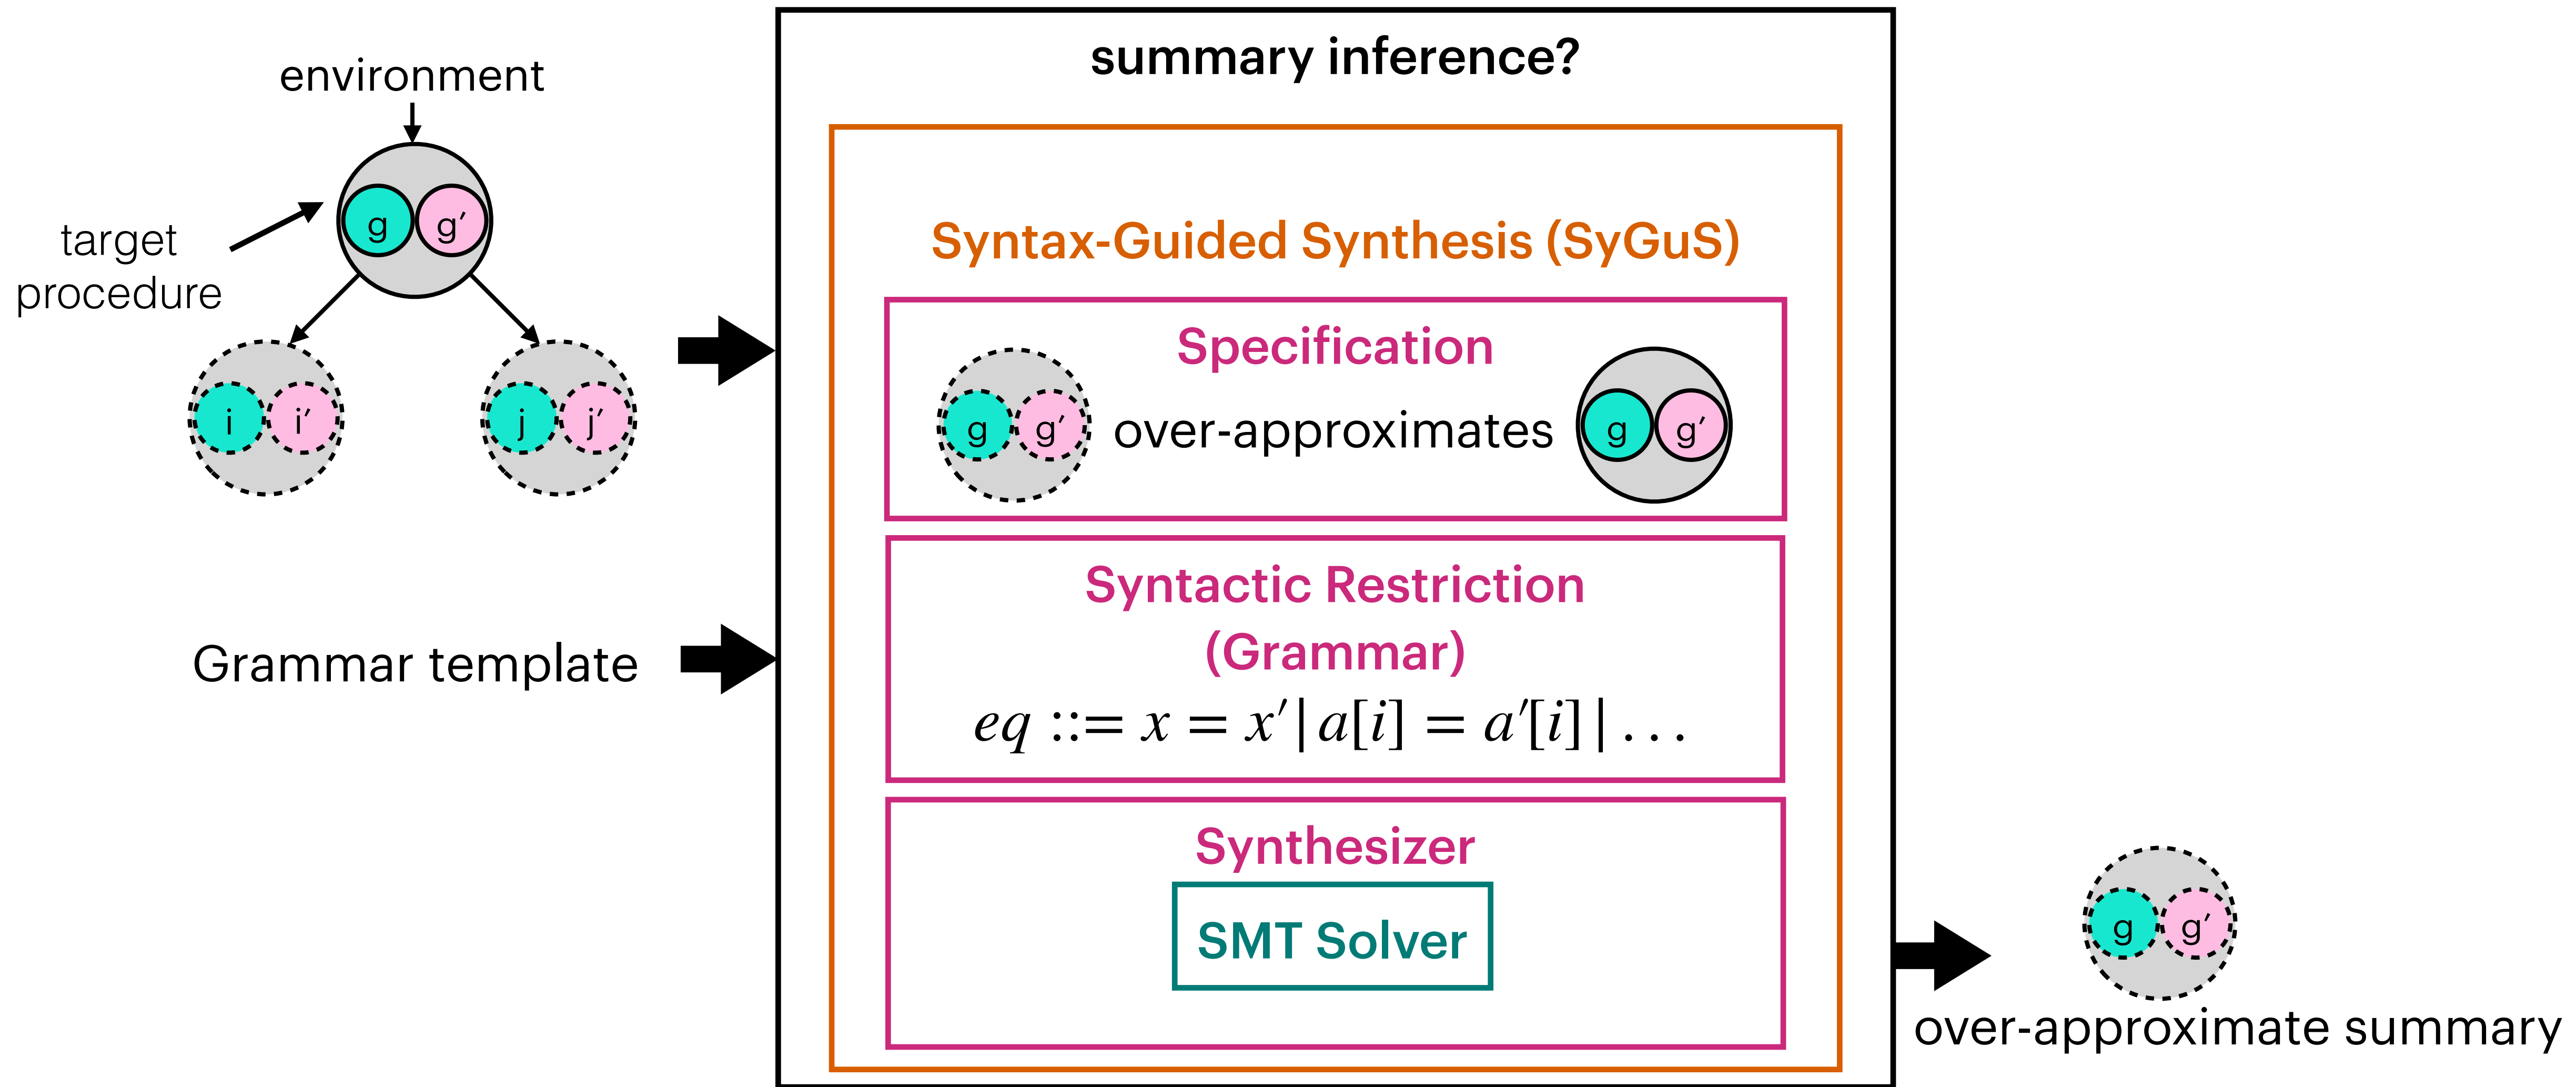 summary inference?
environment
target
procedure
g g′
i i′
j j′
Grammar template
Syntax-Guided Synthesis (SyGuS)
Specification
g g′ over-approximates g g′
Syntactic Restriction
(Grammar)
eq ::= x = x′ | a[i] = a′[i] | . . .
Synthesizer
SMT Solver
g g′
over-approximate summary